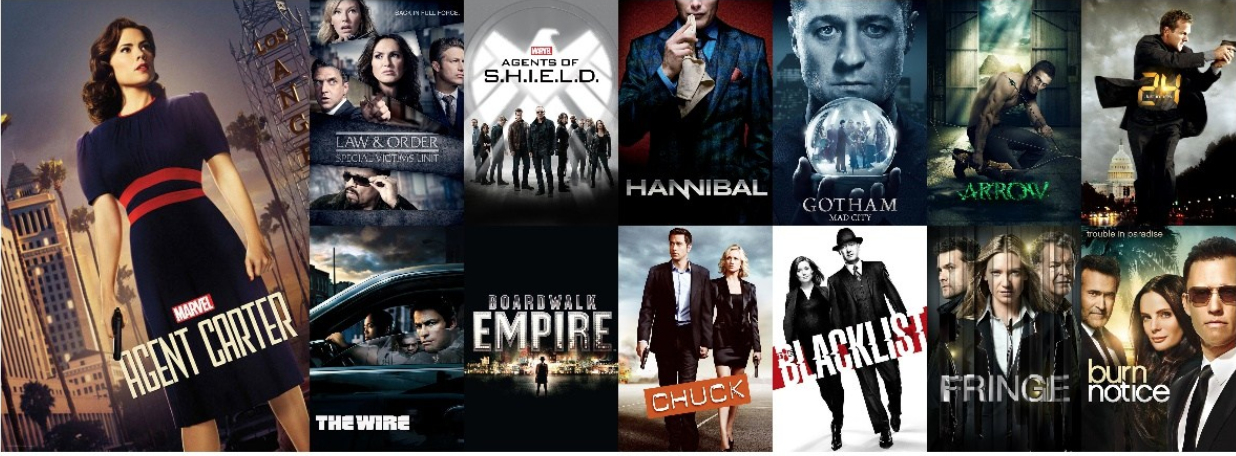 LOS
ANGEL
MARVEL
AGENT CARTER
BACK IN FULL FORCE.
LAW & ORDER
SPECIAL VICTIMS UNIT
MARVEL
AGENTS OF
S.H.I.E.L.D.
HANNIBAL
GOTHAM
MAD CITY
ARROW
24
THE WIRE
BOARDWALK
EMPIRE
CHUCK
BLACKLIST
FRINGE
trouble in paradise
burn
notice